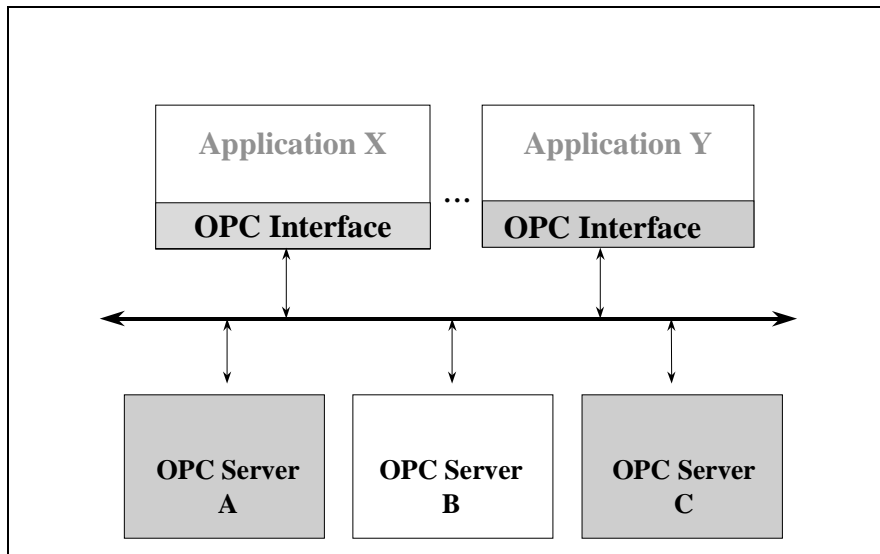 Application X
Application Y
...
OPC Interface
OPC Interface
OPC Server
A
OPC Server
B
OPC Server
C